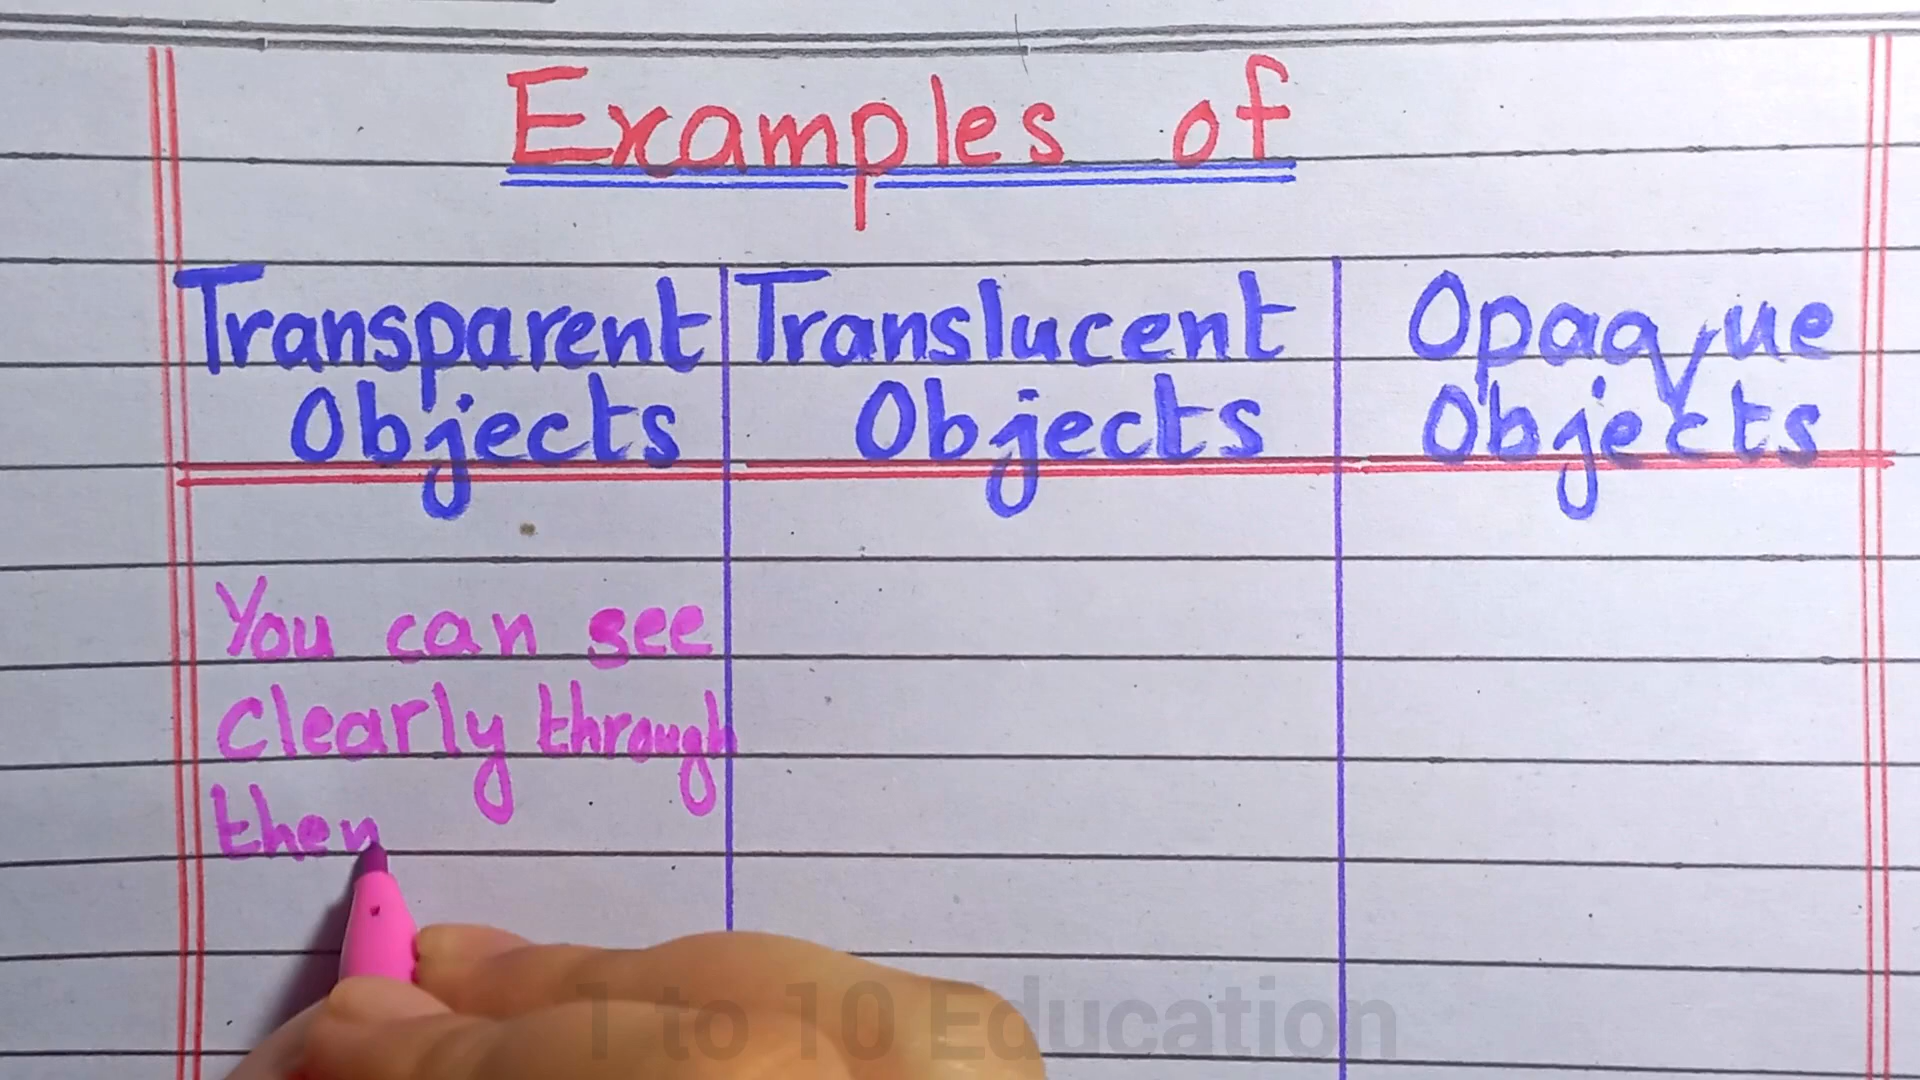 Examples of
Transparent Objects
Translucent Objects
Opaque Objects
You can see
clearly through
then
1 to 10 Education